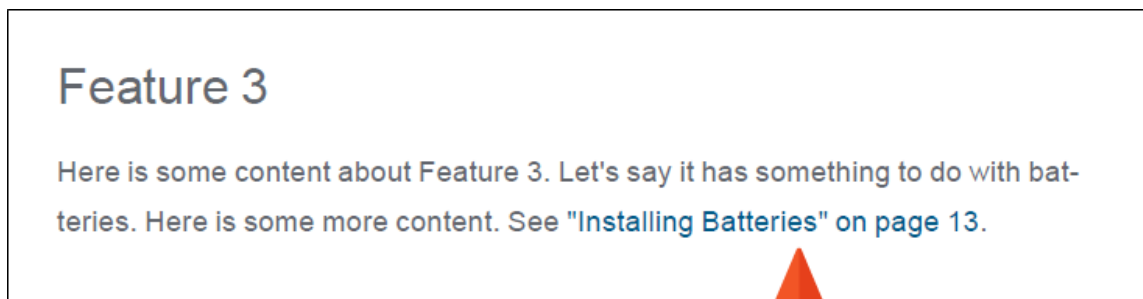 Feature 3
Here is some content about Feature 3. Let's say it has something to do with bat-
teries. Here is some more content. See "Installing Batteries" on page 13.